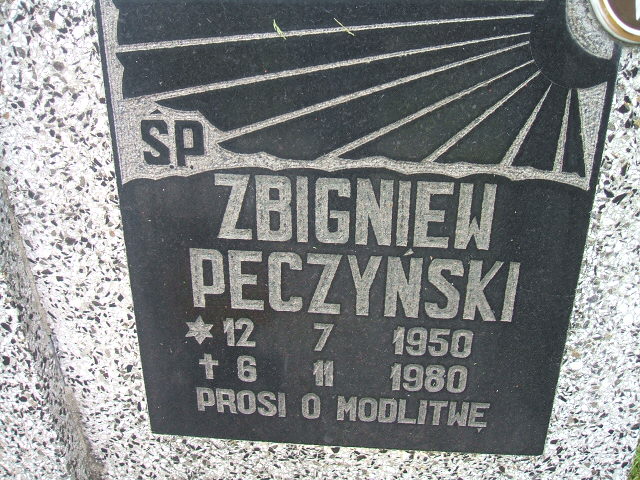 ŚP.
ZBIGNIEW
PECZYŃSKI
12 7 1950
6 11 1980
PROSI O MODLITWĘ